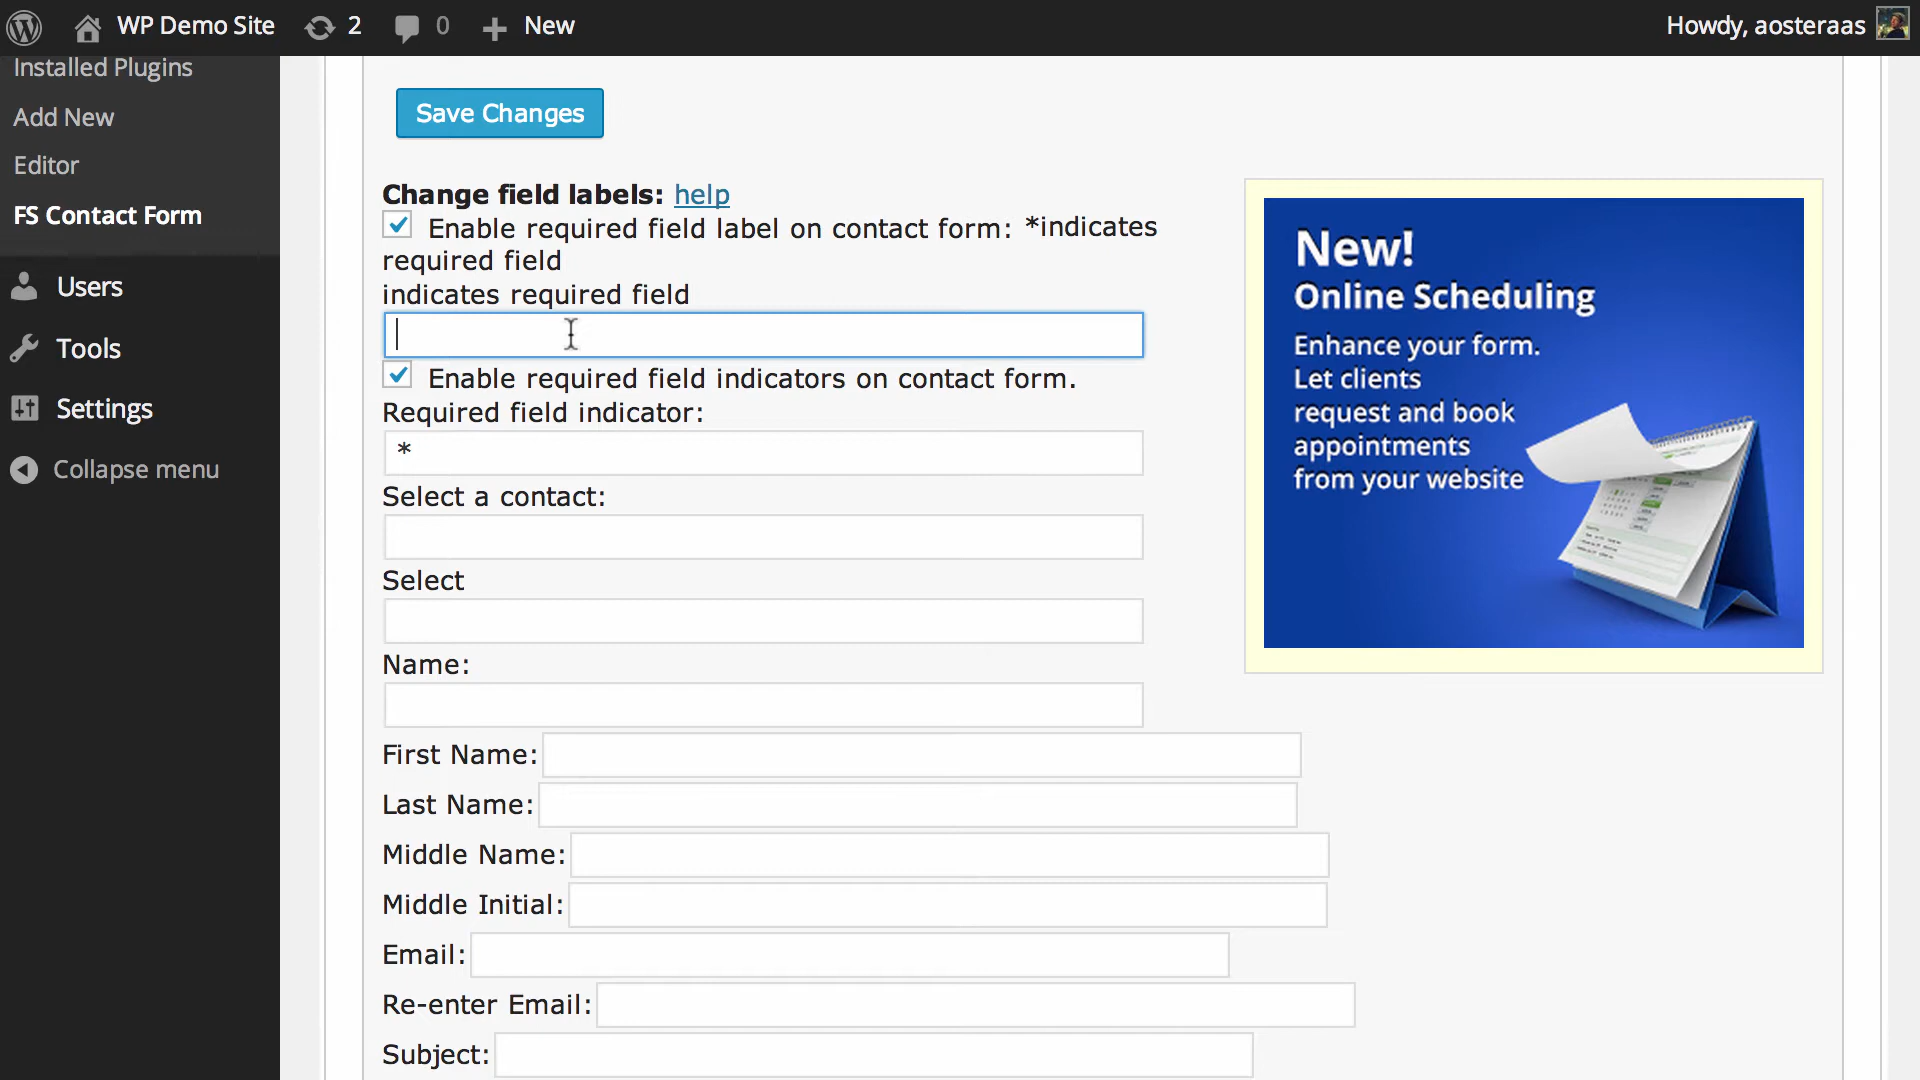 WP Demo Site 2 0 New Howdy, aosteraas
Installed Plugins
Add New
Editor
FS Contact Form
Users
Tools
Settings
Collapse menu
Save Changes
Change field labels: help
Enable required field label on contact form: *indicates
required field
indicates required field
Enable required field indicators on contact form.
Required field indicator:
*
Select a contact:
Select
Name:
First Name:
Last Name:
Middle Name:
Middle Initial:
Email:
Re-enter Email:
Subject:
New!
Online Scheduling
Enhance your form.
Let clients
request and book
appointments
from your website